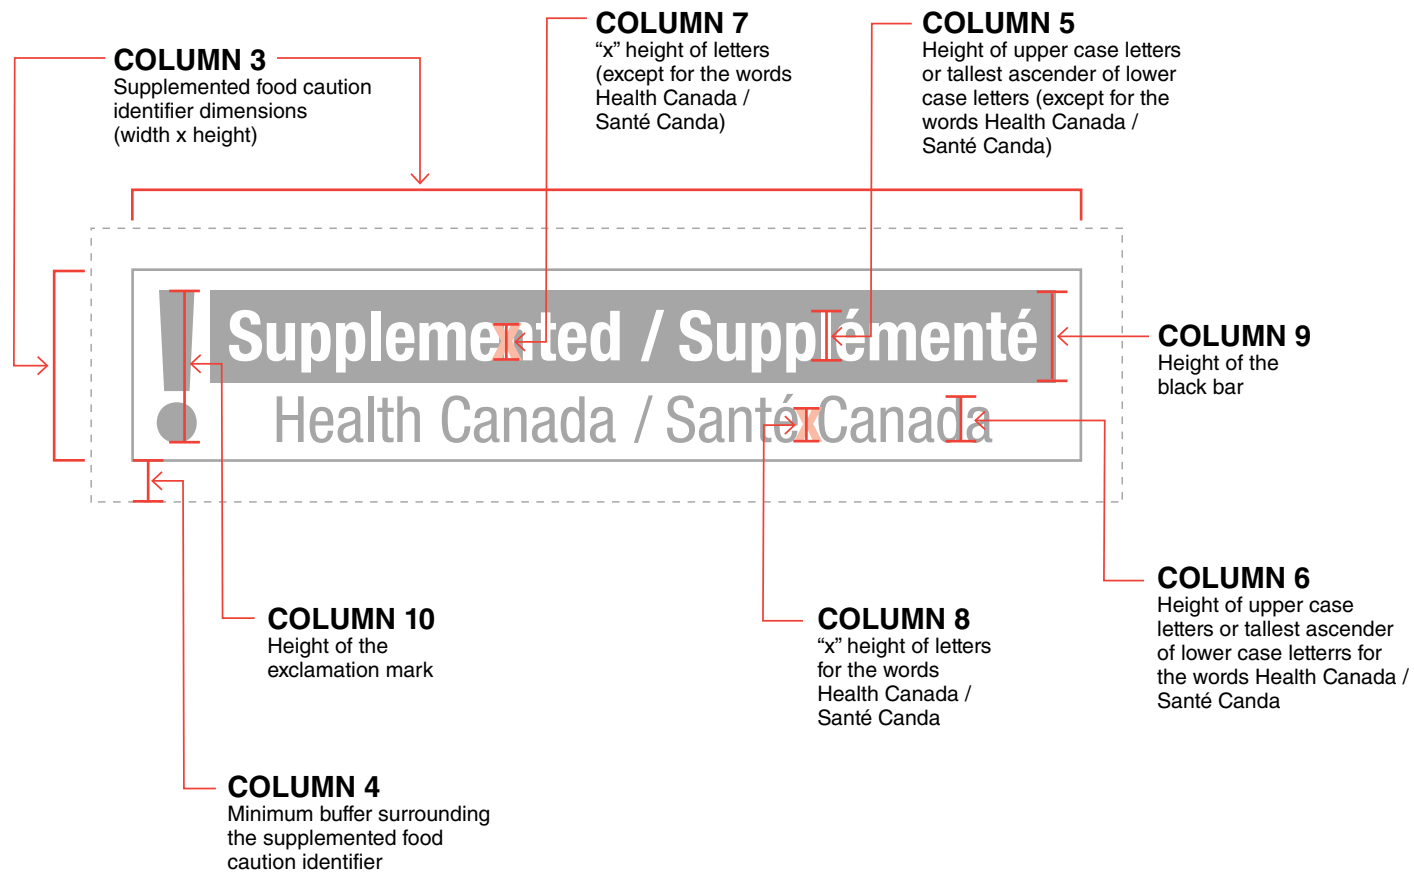 COLUMN 7
“x” height of letters
(except for the words
Health Canada /
Santé Canda)
COLUMN 5
Height of upper case letters
or tallest ascender of lower
case letters (except for the
words Health Canada /
Santé Canda)
COLUMN 3
Supplemented food caution
identifier dimensions
(width x height)
! Supplemented / Supplémenté
x
Health Canada / Santé Canada
x
COLUMN 9
Height of the
black bar
COLUMN 6
Height of upper case
letters or tallest ascender
of lower case letterrs for
the words Health Canada /
Santé Canda
COLUMN 10
Height of the
exclamation mark
COLUMN 8
“x” height of letters
for the words
Health Canada /
Santé Canda
COLUMN 4
Minimum buffer surrounding
the supplemented food
caution identifier